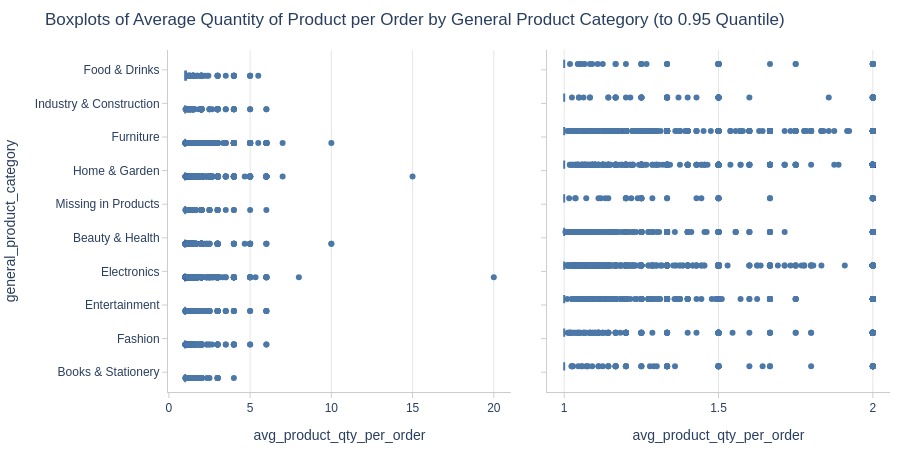 Boxplots of Average Quantity of Product per Order by General Product Category (to 0.95 Quantile)
general_product_category
Food & Drinks
Industry & Construction
Furniture
Home & Garden
Missing in Products
Beauty & Health
Electronics
Entertainment
Fashion
Books & Stationery
0 5 10 15 20
avg_product_qty_per_order
1 1.5 2
avg_product_qty_per_order